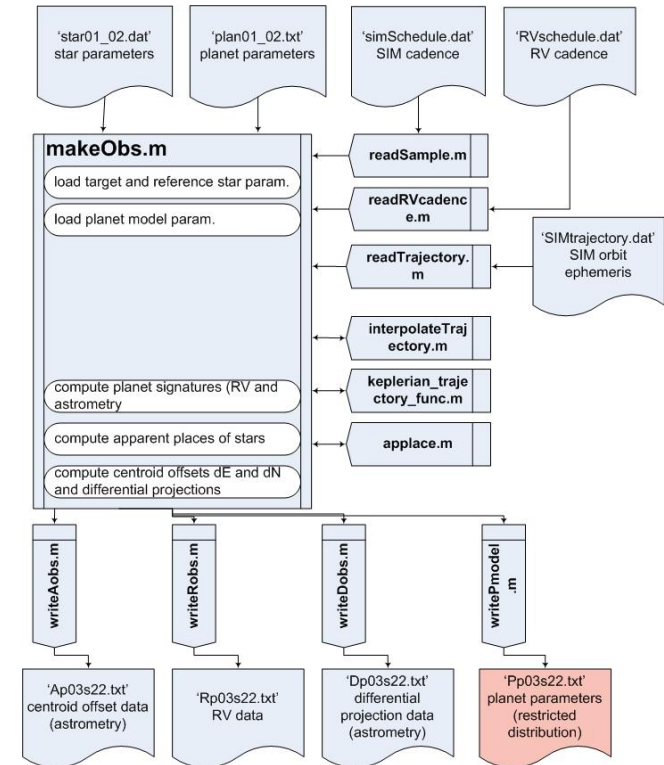 'star01_02.dat'
star parameters
'plan01_02.txt'
planet parameters
'simSchedule.dat'
SIM cadence
'RVschedule.dat'
RV cadence
makeObs.m
load target and reference star param.
load planet model param.
compute planet signatures (RV and
astrometry
compute apparent places of stars
compute centroid offsets dE and dN
and differential projections
readSample.m
readRVcadenc
e.m
readTrajectory.
m
'SIMtrajectory.dat'
SIM orbit
ephemeris
interpolateTraj
ectory.m
keplerian_traje
ctory_func.m
applace.m
writeAobs.m
writeRobs.m
writeDobs.m
writePmodel
.m
'Ap03s22.txt'
centroid offset data
(astrometry)
'Rp03s22.txt'
RV data
'Dp03s22.txt'
differential
projection data
(astrometry)
'Pp03s22.txt'
planet parameters
(restricted
distribution)